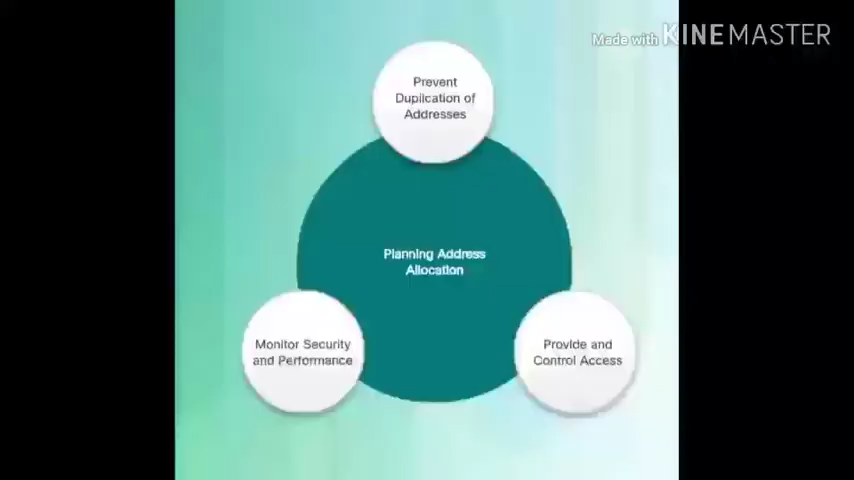 Made with KINEMASTER
Prevent
Duplication of
Addresses
Planning Address
Allocation
Monitor Security
and Performance
Provide and
Control Access